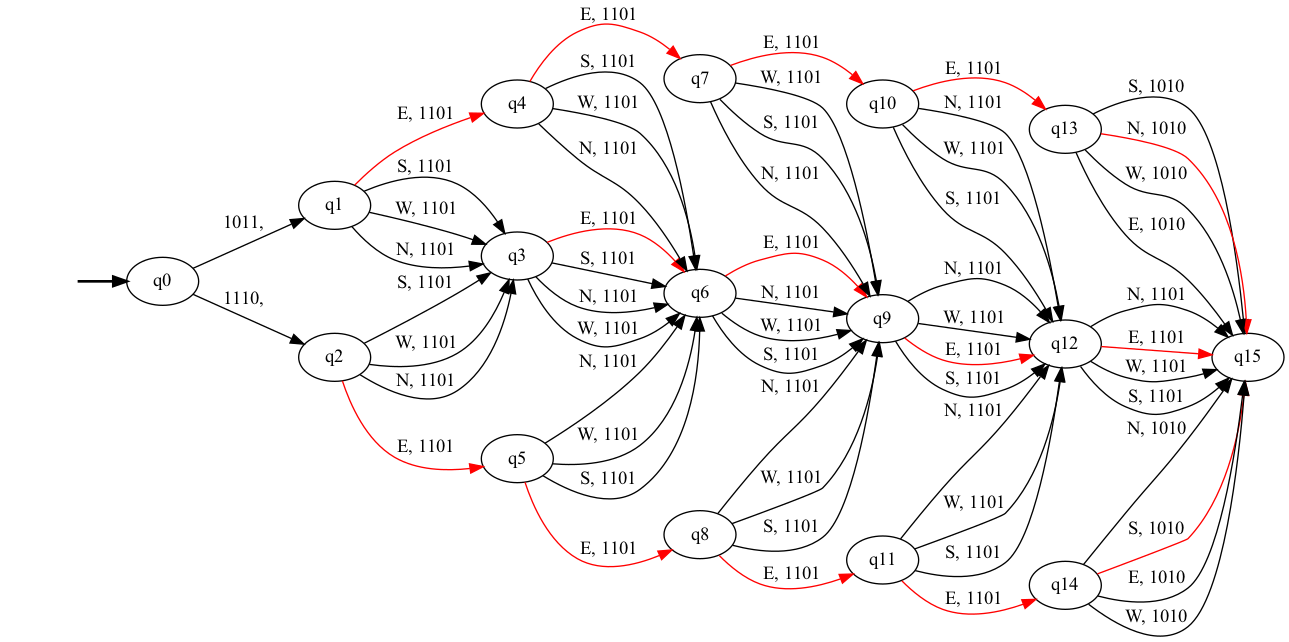 E, 1101
S, 1101
W, 1101
N, 1101
E, 1101
W, 1101
S, 1101
N, 1101
E, 1101
N, 1101
W, 1101
S, 1101
S, 1010
N, 1010
W, 1010
E, 1010
q4
q7
q10
q13
1011,
1110,
q0
q1
q2
E, 1101
S, 1101
W, 1101
N, 1101
S, 1101
W, 1101
N, 1101
E, 1101
q3
E, 1101
S, 1101
N, 1101
W, 1101
N, 1101
W, 1101
S, 1101
E, 1101
q5
q6
E, 1101
N, 1101
W, 1101
S, 1101
N, 1101
W, 1101
S, 1101
E, 1101
q8
q9
N, 1101
W, 1101
E, 1101
S, 1101
N, 1101
W, 1101
S, 1101
E, 1101
q11
q12
N, 1101
E, 1101
W, 1101
S, 1101
N, 1010
S, 1010
E, 1010
W, 1010
q14
q15